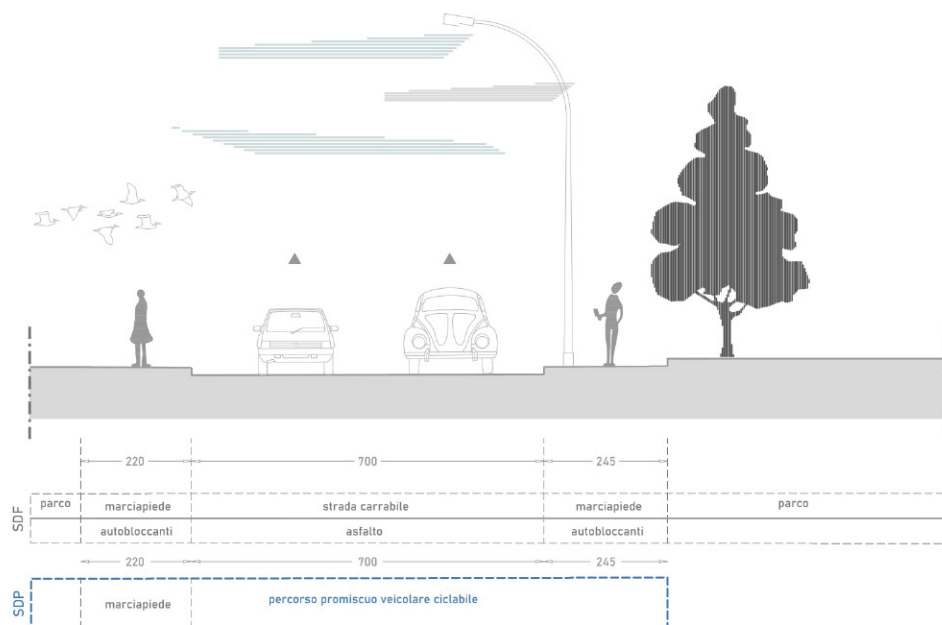 220 700 245
SDF
parco marciapiede strada carrabile marciapiede parco
autobloccanti asfalto autobloccanti
220 700 245
SDP
marciapiede percorso promiscuo veicolare ciclabile